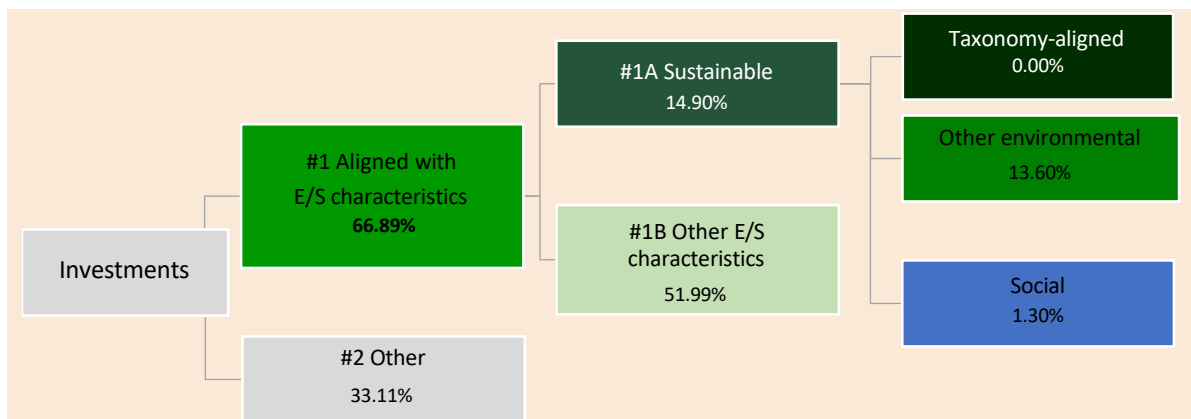 Investments
#1 Aligned with
E/S characteristics
66.89%
#2 Other
33.11%
#1A Sustainable
14.90%
#1B Other E/S
characteristics
51.99%
Taxonomy-aligned
0.00%
Other environmental
13.60%
Social
1.30%